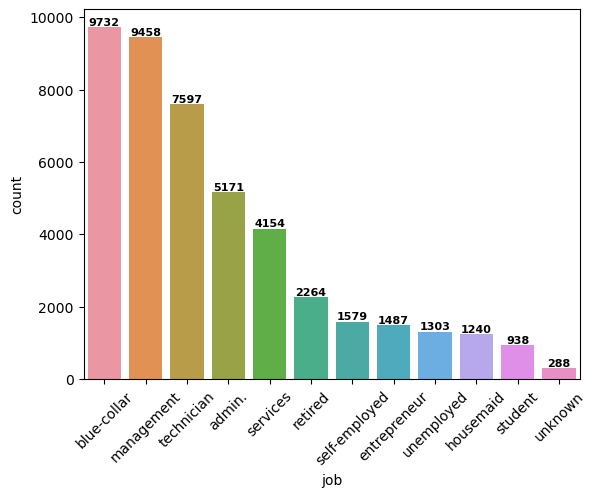 10000
8000
6000
4000
2000
0
count
9732
9458
7597
5171
4154
2264
1579
1487
1303
1240
938
288
blue-collar
management
technician
admin.
services
retired
self-employed
entrepreneur
unemployed
housemaid
student
unknown
job